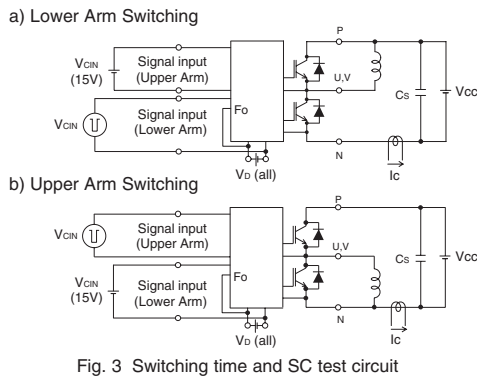 a) Lower Arm Switching
P
VCIN
(15V)
Signal input
(Upper Arm)
U,V
CS
VCC
VCIN
Signal input
(Lower Arm)
Fo
N
VD (all)
Ic
b) Upper Arm Switching
P
VCIN
Signal input
(Upper Arm)
U,V
CS
VCC
VCIN
(15V)
Signal input
(Lower Arm)
Fo
N
VD (all)
Ic
Fig. 3 Switching time and SC test circuit